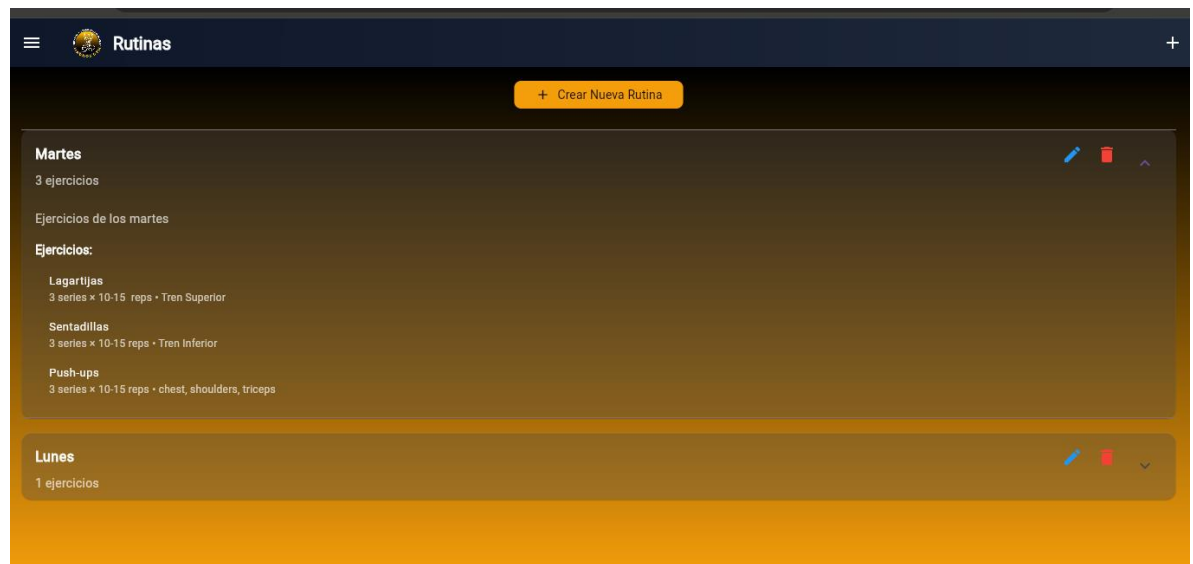 Rutinas
+ Crear Nueva Rutina
Martes
3 ejercicios
Ejercicios de los martes
Ejercicios:
Lagartijas
3 series × 10-15  reps • Tren Superior
Sentadillas
3 series × 10-15 reps • Tren Inferior
Push-ups
3 series × 10-15 reps • chest, shoulders, triceps
Lunes
1 ejercicios